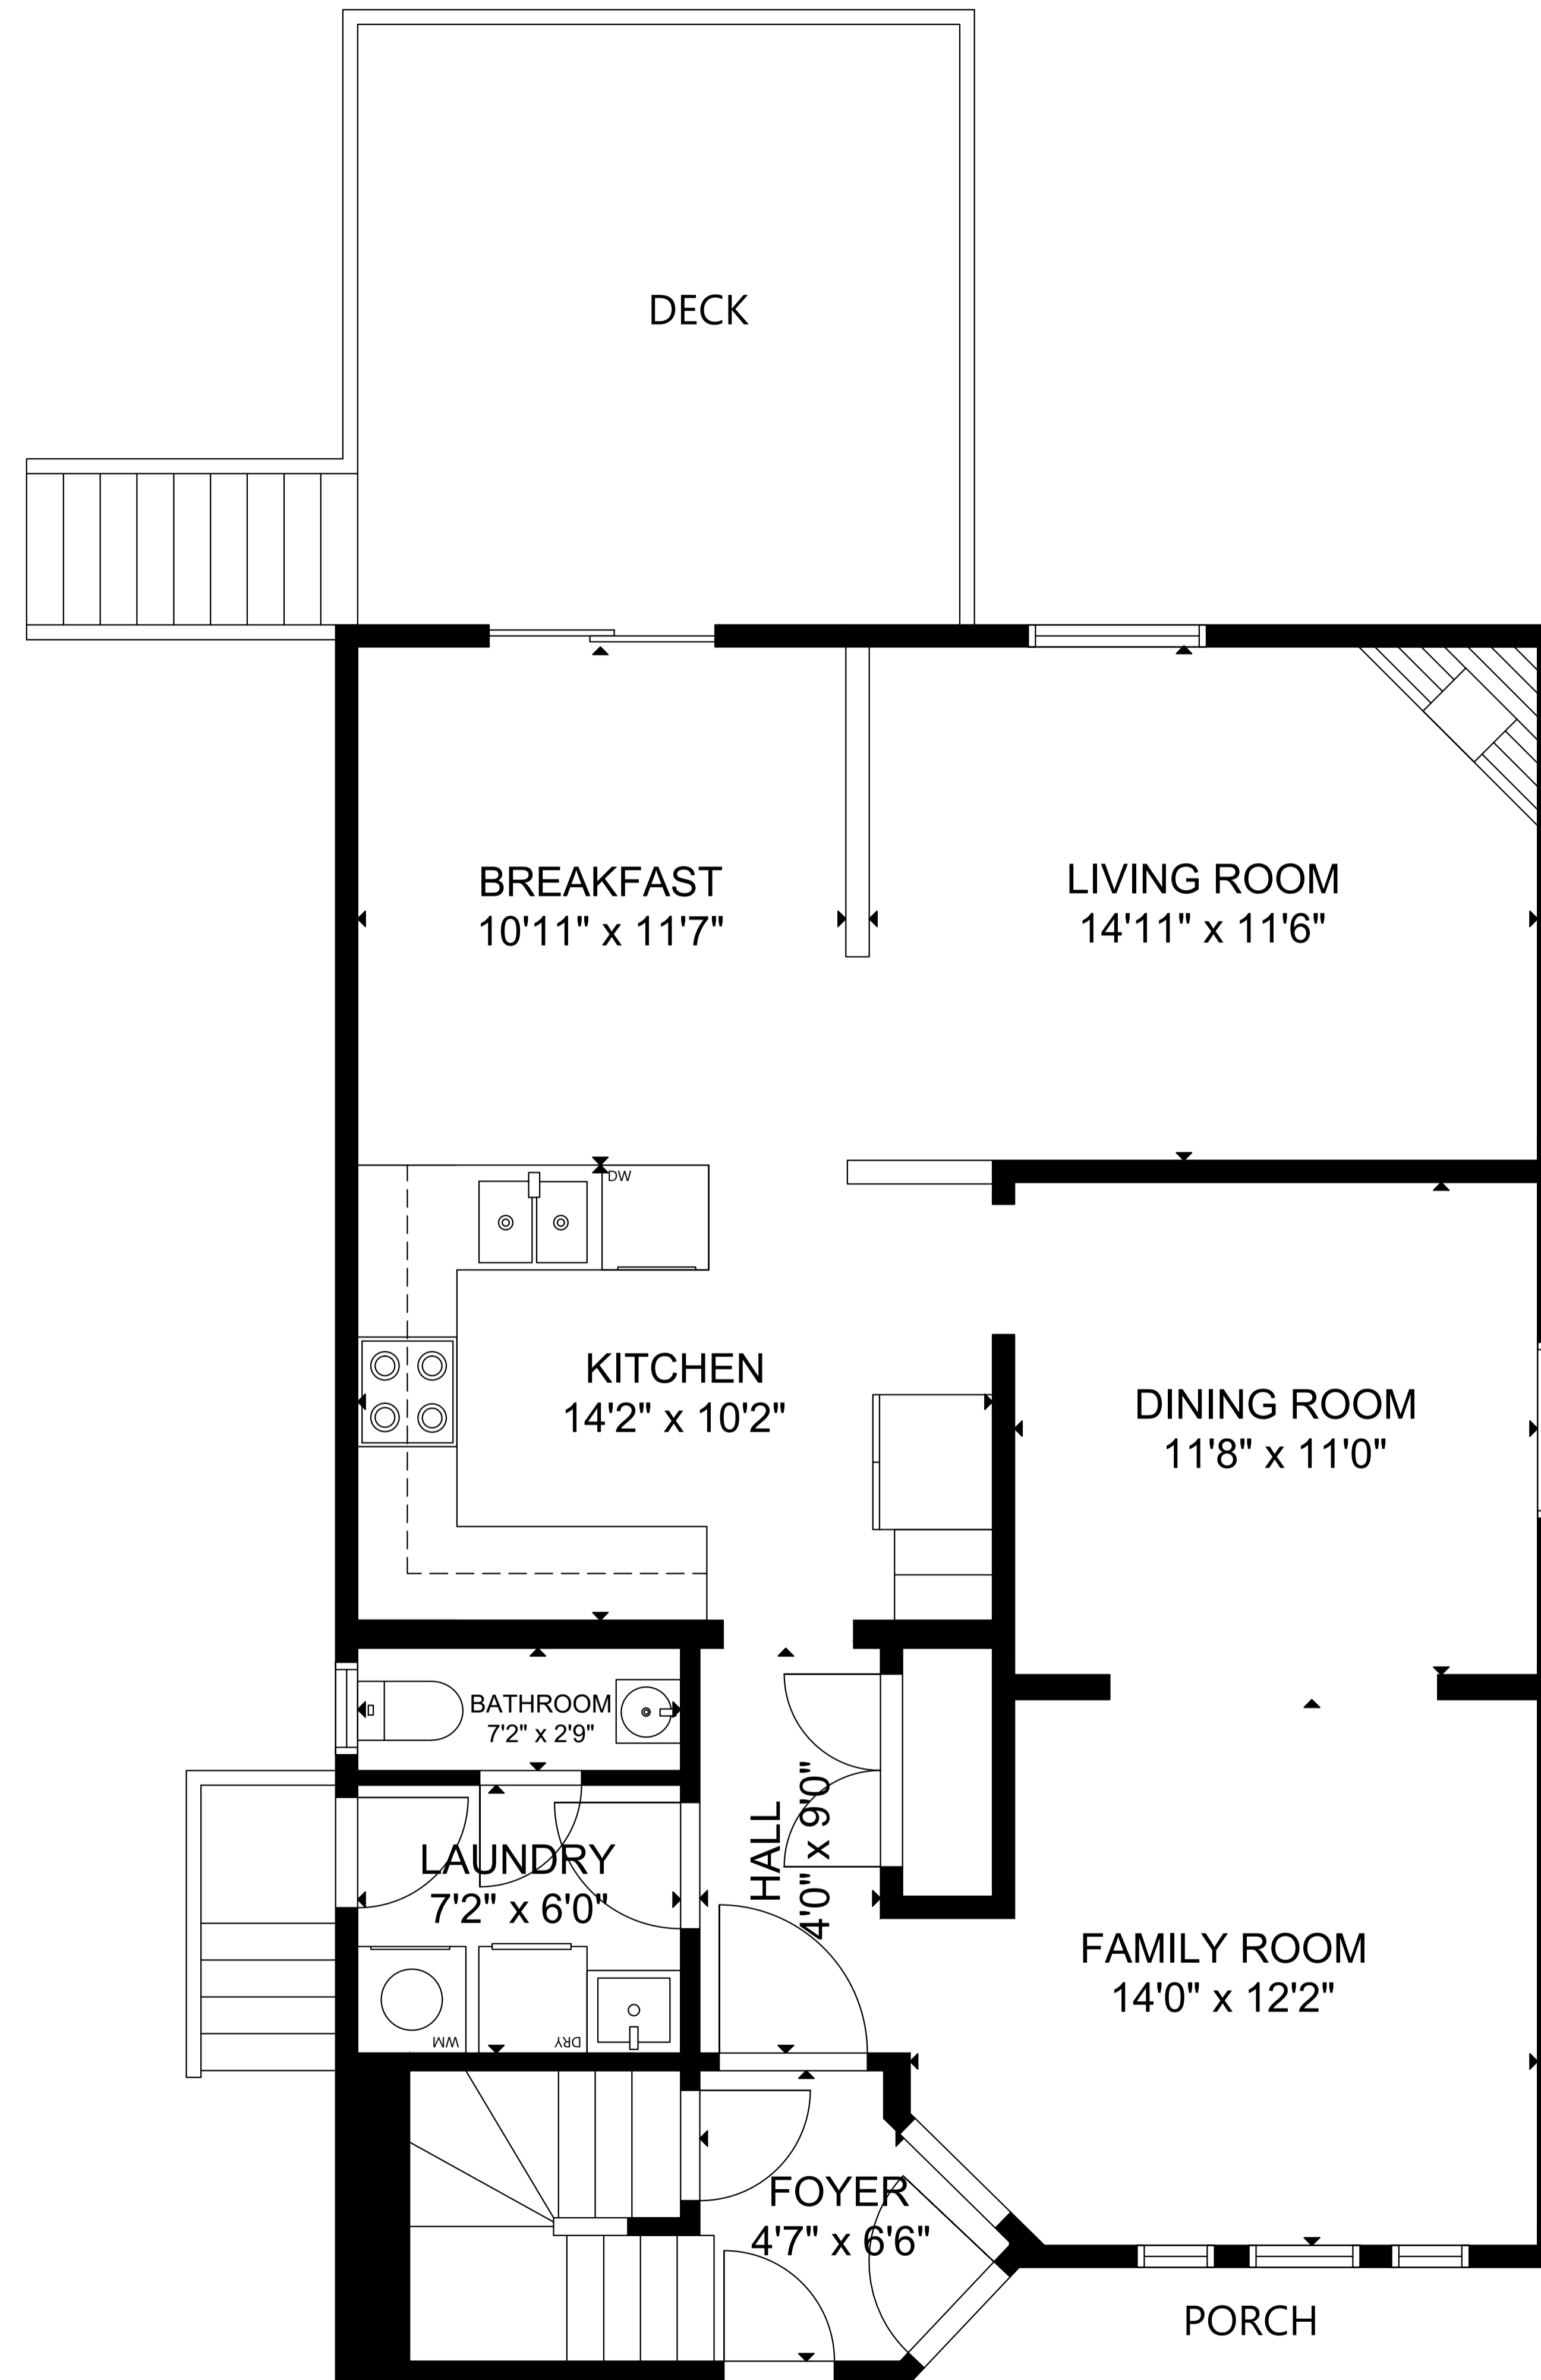 DECK
BREAKFAST
10'11" x 11'7"
LIVING ROOM
14'11" x 11'6"
DW
KITCHEN
14'2" x 10'2"
DINING ROOM
11'8" x 11'0"
BATHROOM
7'2" x 2'9"
HALL
4'0" x 9'0"
LAUNDRY
7'2" x 6'0"
WM
DRY
FAMILY ROOM
14'0" x 12'2"
FOYER
4'7" x 6'6"
PORCH